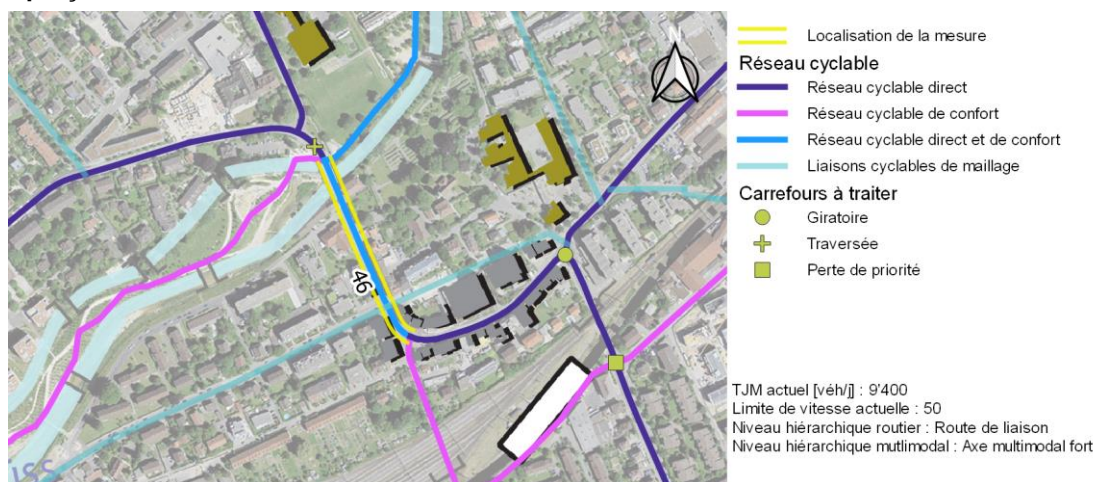 N
46
Localisation de la mesure
Réseau cyclable
Réseau cyclable direct
Réseau cyclable de confort
Réseau cyclable direct et de confort
Liaisons cyclables de maillage
Carrefours à traiter
Giratoire
Traversée
Perte de priorité
TJM actuel [véh/j] : 9'400
Limite de vitesse actuelle : 50
Niveau hiérarchique routier : Route de liaison
Niveau hiérarchique mutlimodal : Axe multimodal fort